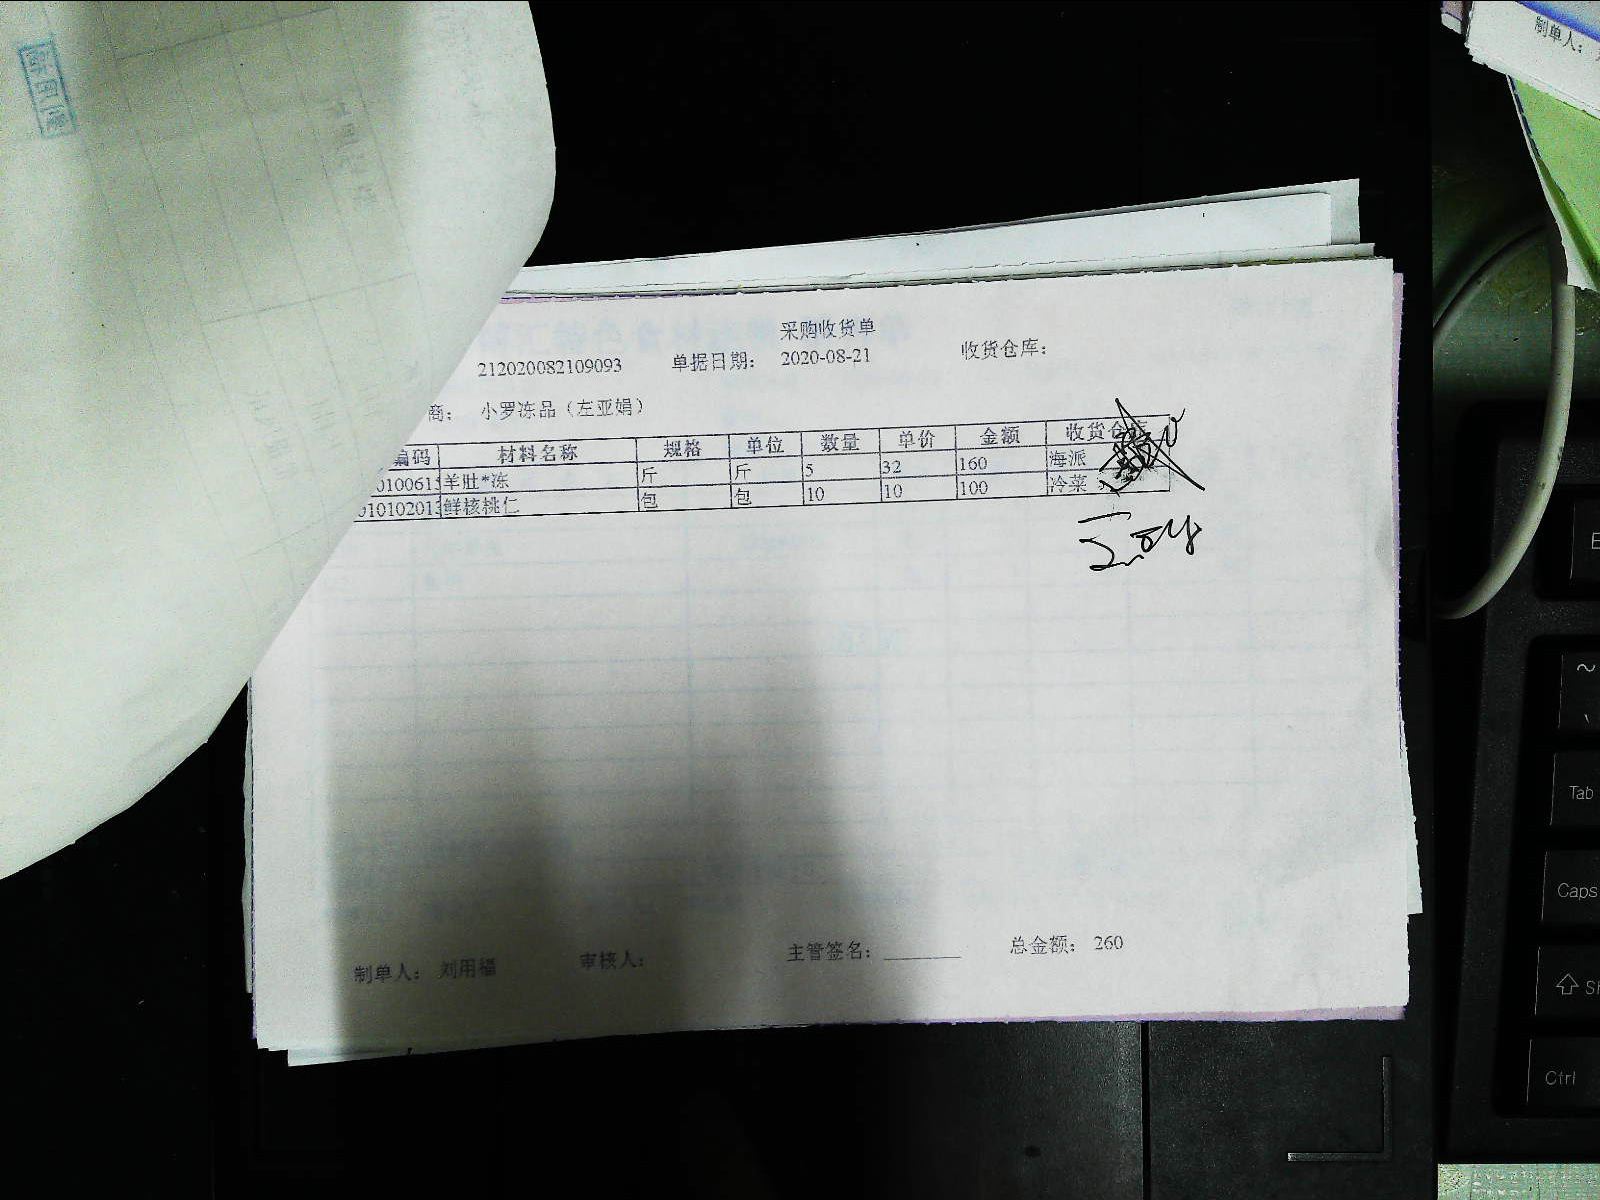 制单人：
采购收货单
212020082109093 单据日期： 2020-08-21 收货仓库：
商： 小罗冻品（左亚娟）
编码 材料名称 规格 单位 数量 单价 金额 收货仓
羊肚*冻 斤 斤 5 32 160 海派
鲜核桃仁 包 包 10 10 100 冷菜
制单人： 刘用福 审核人： 主管签名： 总金额： 260
~
Tab
Caps
Ctrl